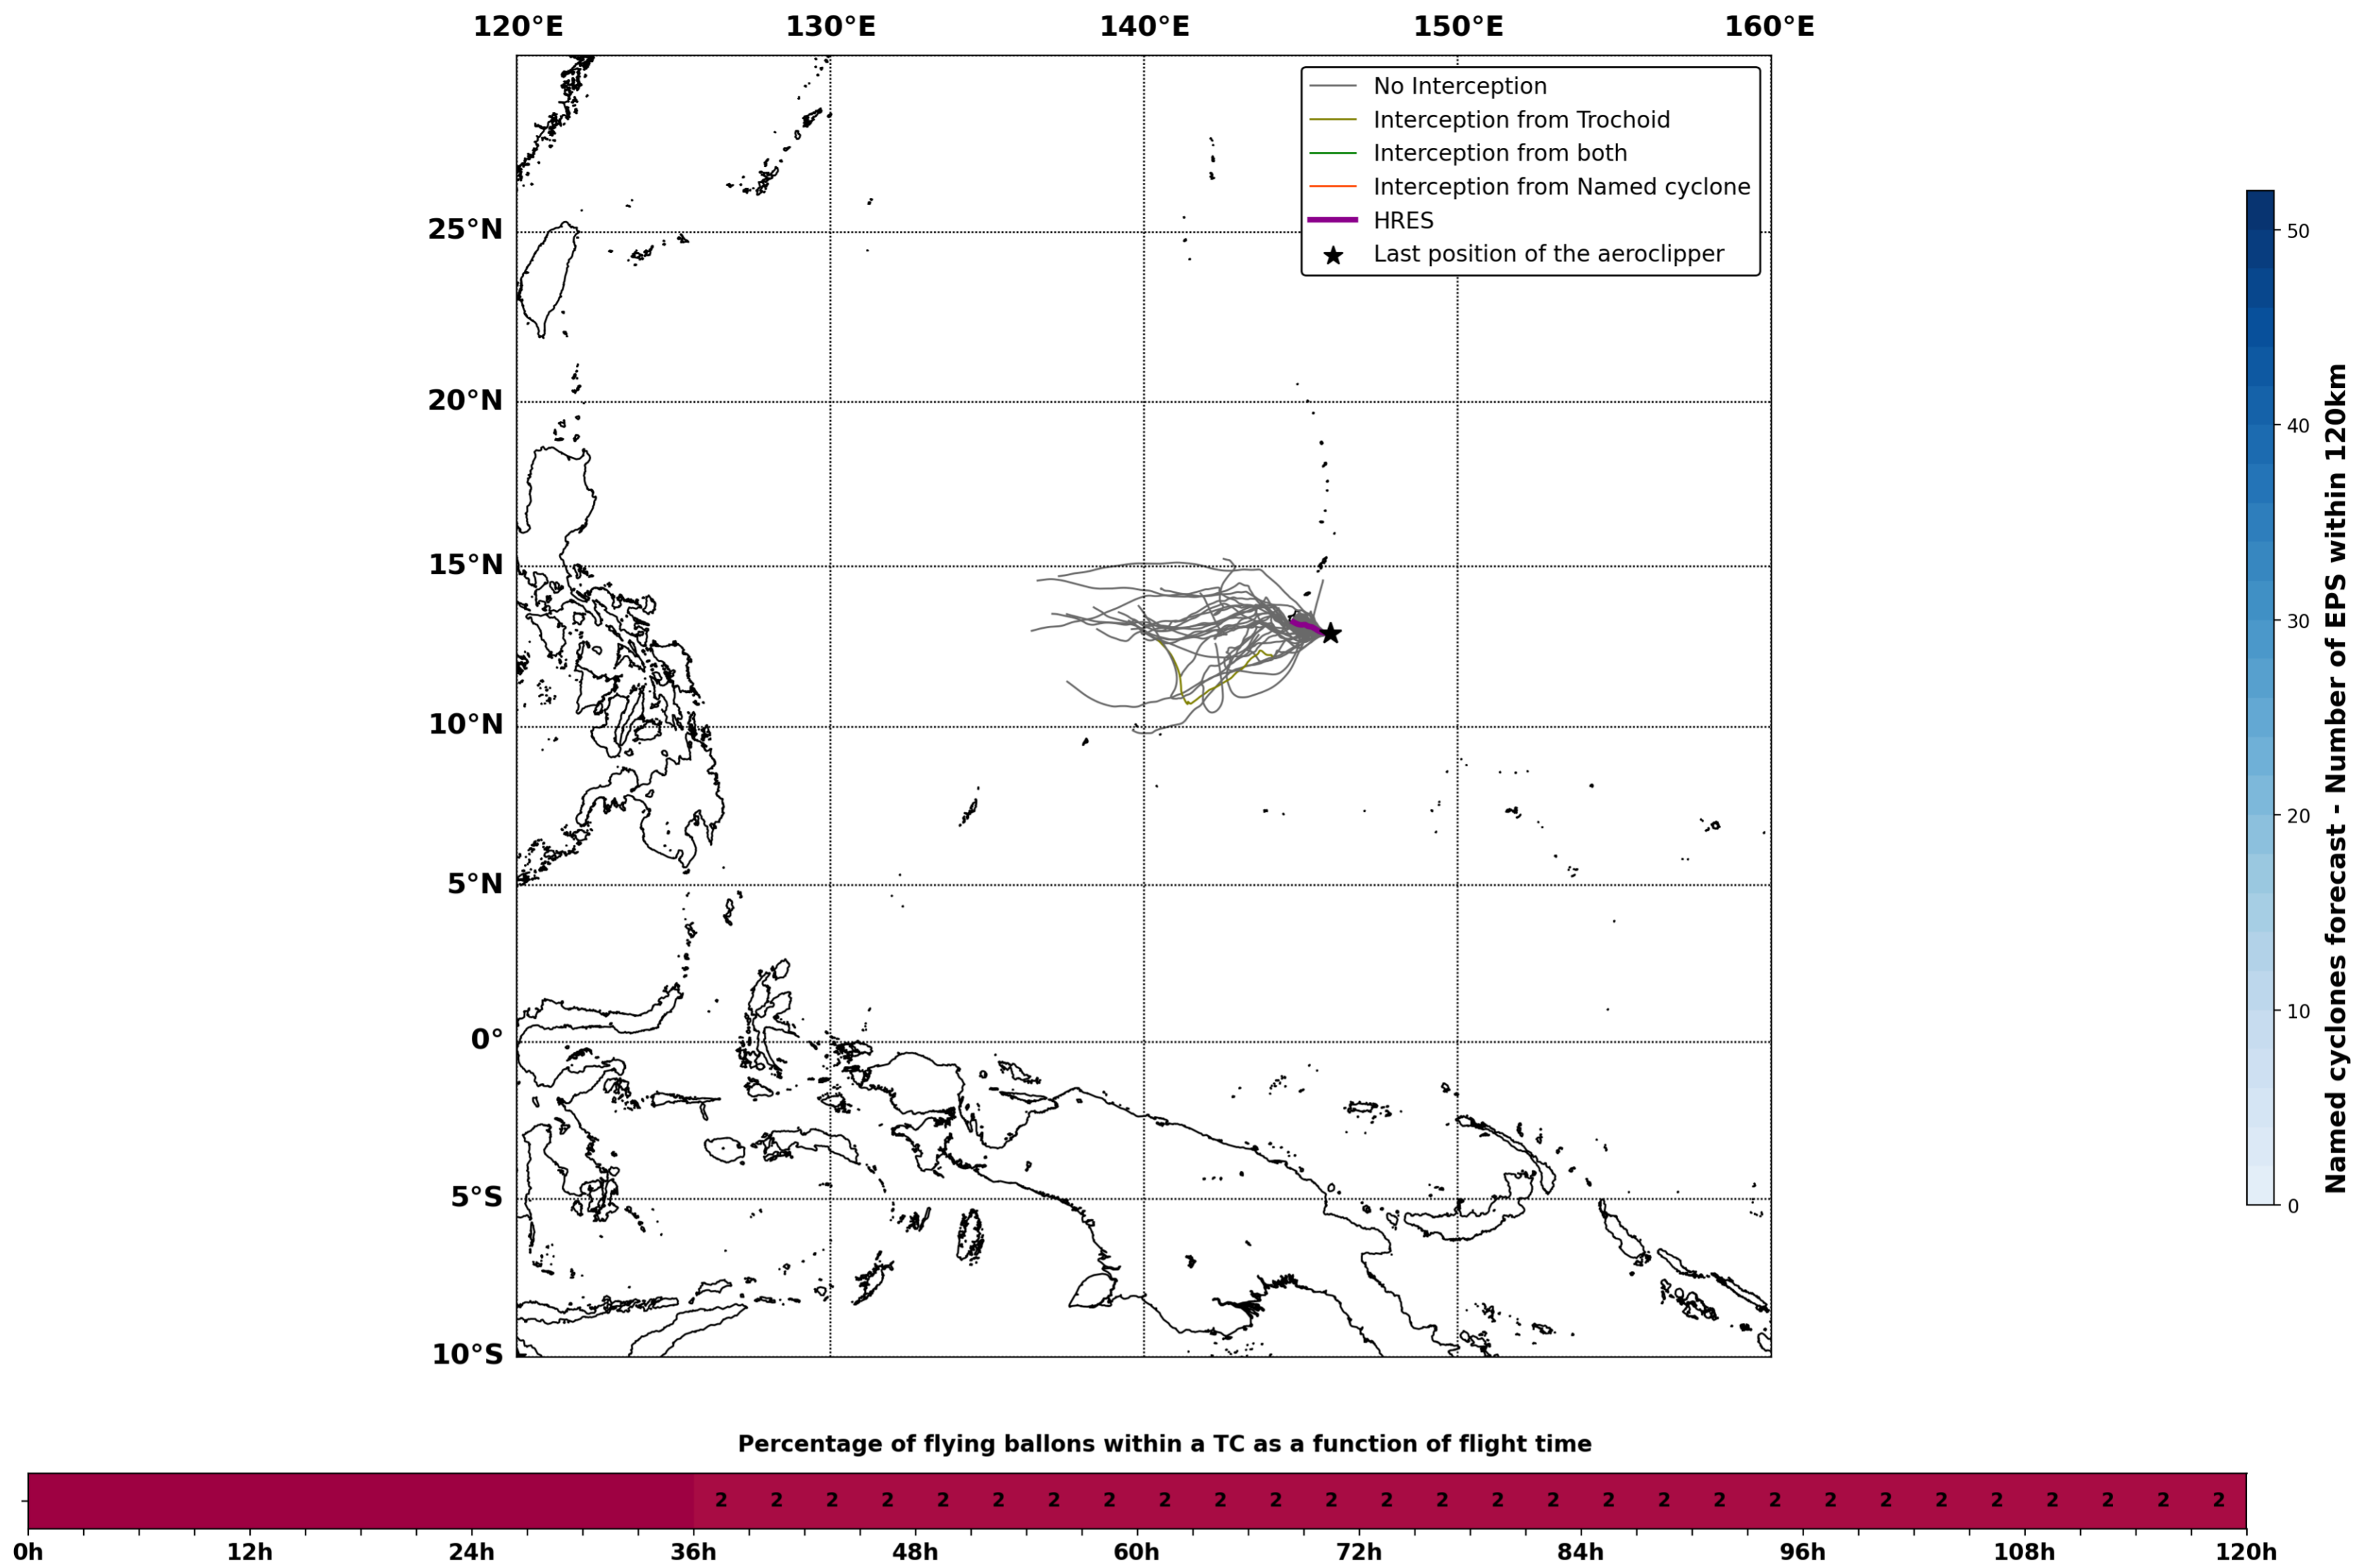 120°E 130°E 140°E 150°E 160°E
No Interception
Interception from Trochoid
Interception from both
Interception from Named cyclone
HRES
Last position of the aeroclipper
25°N
20°N
15°N
10°N
5°N
0°
5°S
10°S
50
40
30
20
10
0
Named cyclones forecast - Number of EPS within 120km
Percentage of flying ballons within a TC as a function of flight time
2 2 2 2 2 2 2 2 2 2 2 2 2 2 2 2 2 2 2 2 2 2 2 2 2 2 2 2
0h 12h 24h 36h 48h 60h 72h 84h 96h 108h 120h